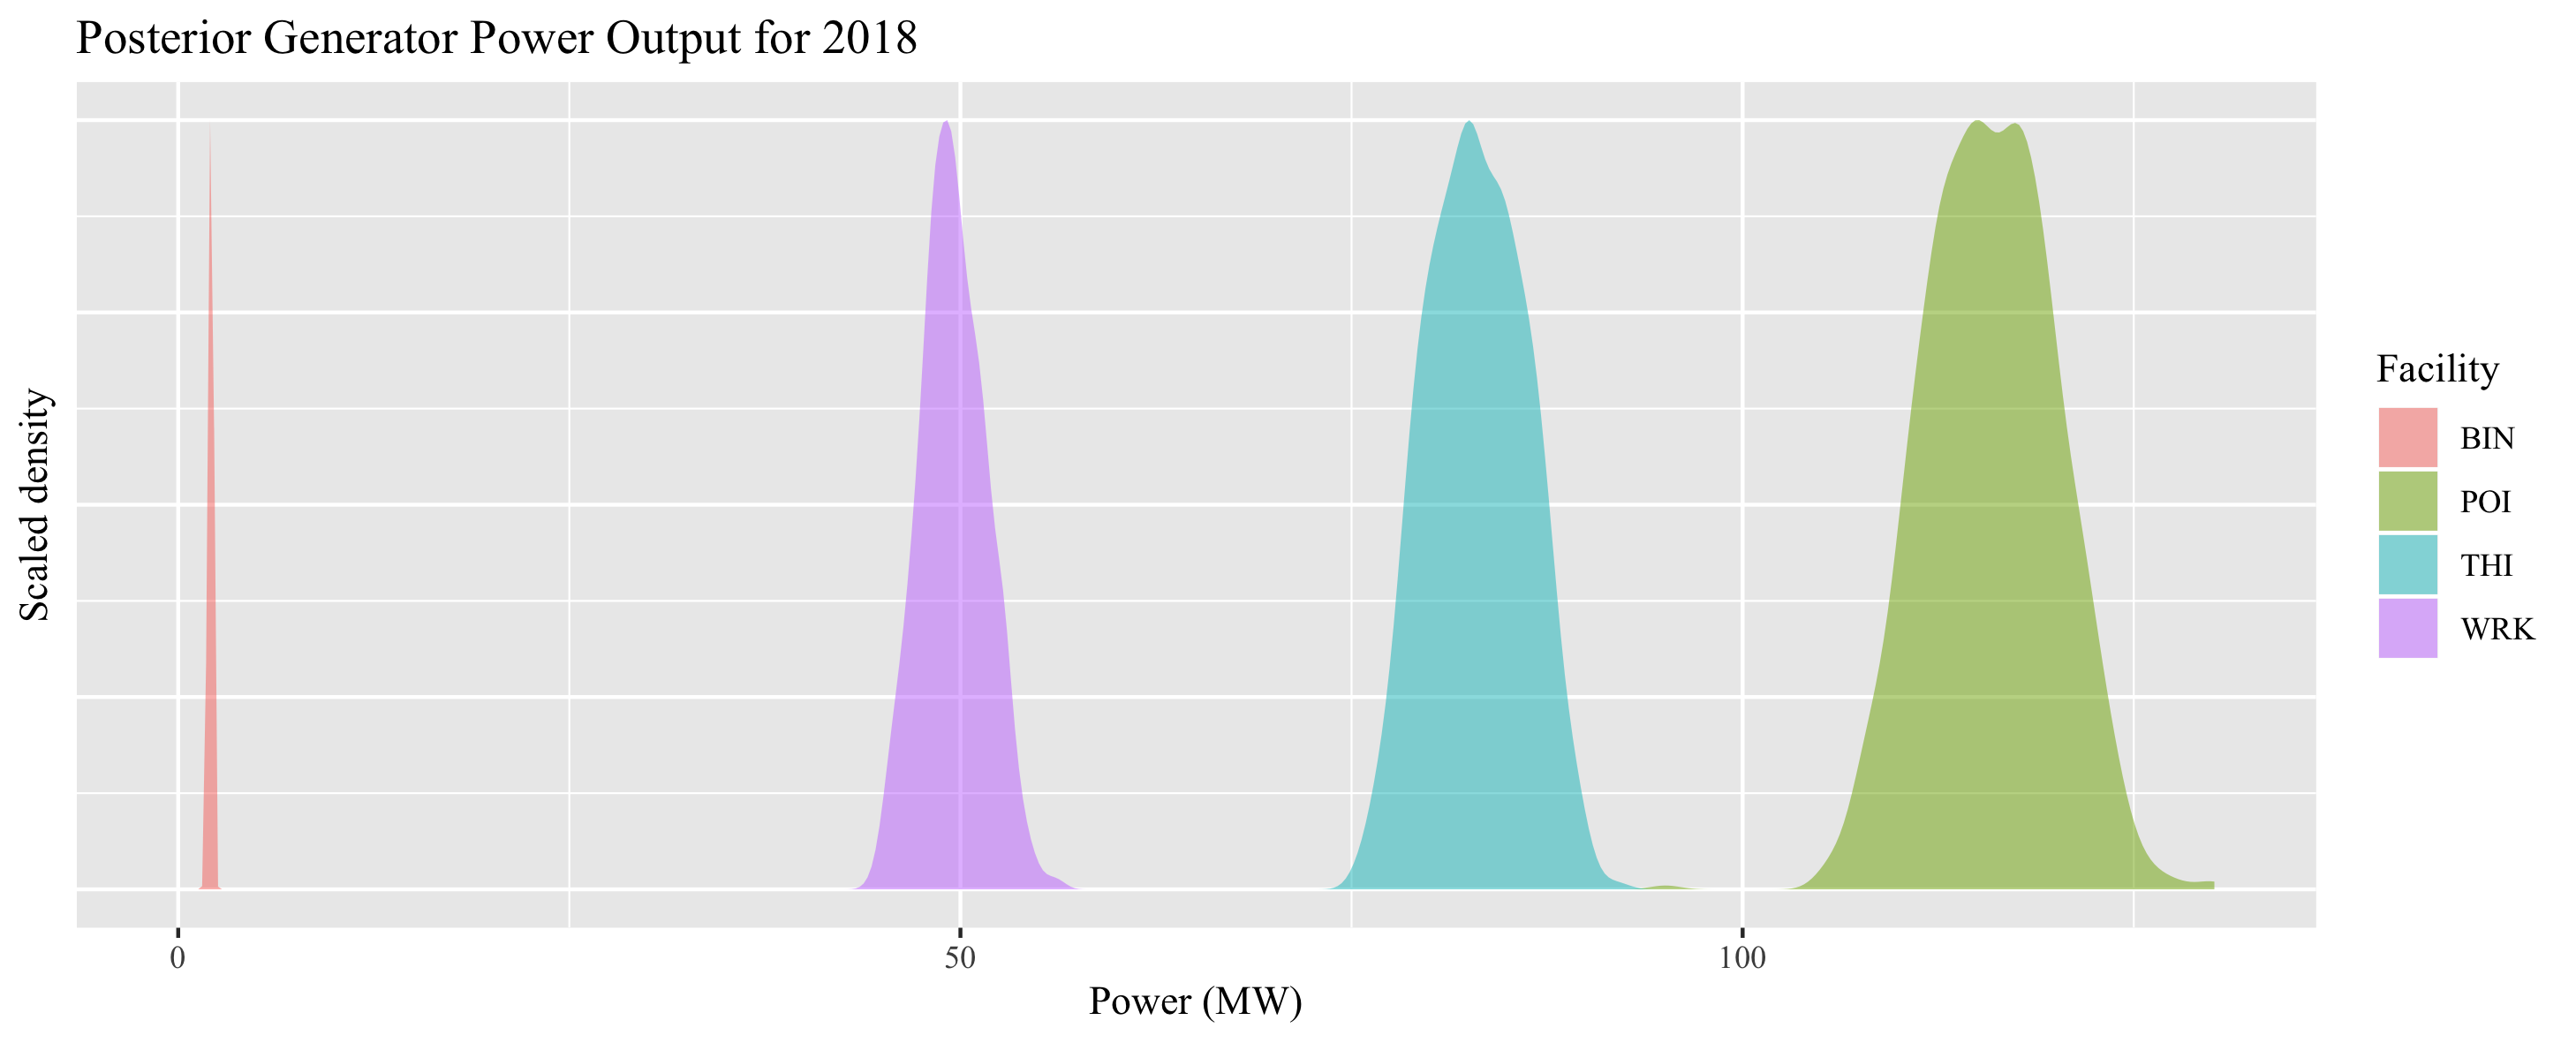 Posterior Generator Power Output for 2018
Scaled density
0
50
100
Power (MW)
Facility
BIN
POI
THI
WRK